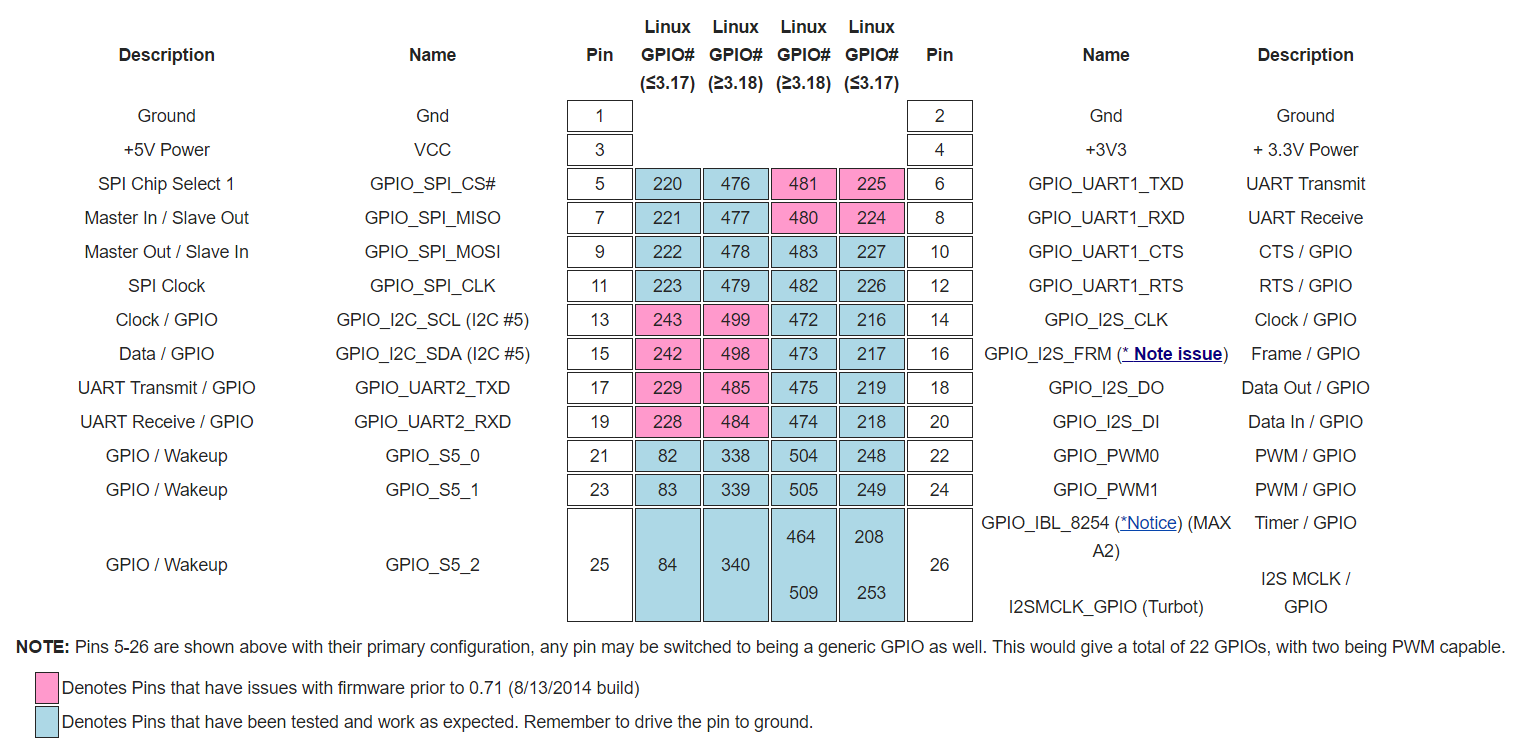 Description Name Pin Linux GPIO# (≤3.17) Linux GPIO# (≥3.18) Linux GPIO# (≥3.18) Linux GPIO# (≤3.17) Pin Name Description
Ground Gnd 1 2 Gnd Ground
+5V Power VCC 3 4 +3V3 + 3.3V Power
SPI Chip Select 1 GPIO_SPI_CS# 5 220 476 481 225 6 GPIO_UART1_TXD UART Transmit
Master In / Slave Out GPIO_SPI_MISO 7 221 477 480 224 8 GPIO_UART1_RXD UART Receive
Master Out / Slave In GPIO_SPI_MOSI 9 222 478 483 227 10 GPIO_UART1_CTS CTS / GPIO
SPI Clock GPIO_SPI_CLK 11 223 479 482 226 12 GPIO_UART1_RTS RTS / GPIO
Clock / GPIO GPIO_I2C_SCL (I2C #5) 13 243 499 472 216 14 GPIO_I2S_CLK Clock / GPIO
Data / GPIO GPIO_I2C_SDA (I2C #5) 15 242 498 473 217 16 GPIO_I2S_FRM (* Note issue) Frame / GPIO
UART Transmit / GPIO GPIO_UART2_TXD 17 229 485 475 219 18 GPIO_I2S_DO Data Out / GPIO
UART Receive / GPIO GPIO_UART2_RXD 19 228 484 474 218 20 GPIO_I2S_DI Data In / GPIO
GPIO / Wakeup GPIO_S5_0 21 82 338 504 248 22 GPIO_PWM0 PWM / GPIO
GPIO / Wakeup GPIO_S5_1 23 83 339 505 249 24 GPIO_PWM1 PWM / GPIO
GPIO / Wakeup GPIO_S5_2 25 84 340 464 509 208 253 26 GPIO_IBL_8254 (*Notice) (MAX A2) I2SMCLK_GPIO (Turbot) Timer / GPIO I2S MCLK / GPIO
NOTE: Pins 5-26 are shown above with their primary configuration, any pin may be switched to being a generic GPIO as well. This would give a total of 22 GPIOs, with two being PWM capable.
Denotes Pins that have issues with firmware prior to 0.71 (8/13/2014 build)
Denotes Pins that have been tested and work as expected. Remember to drive the pin to ground.